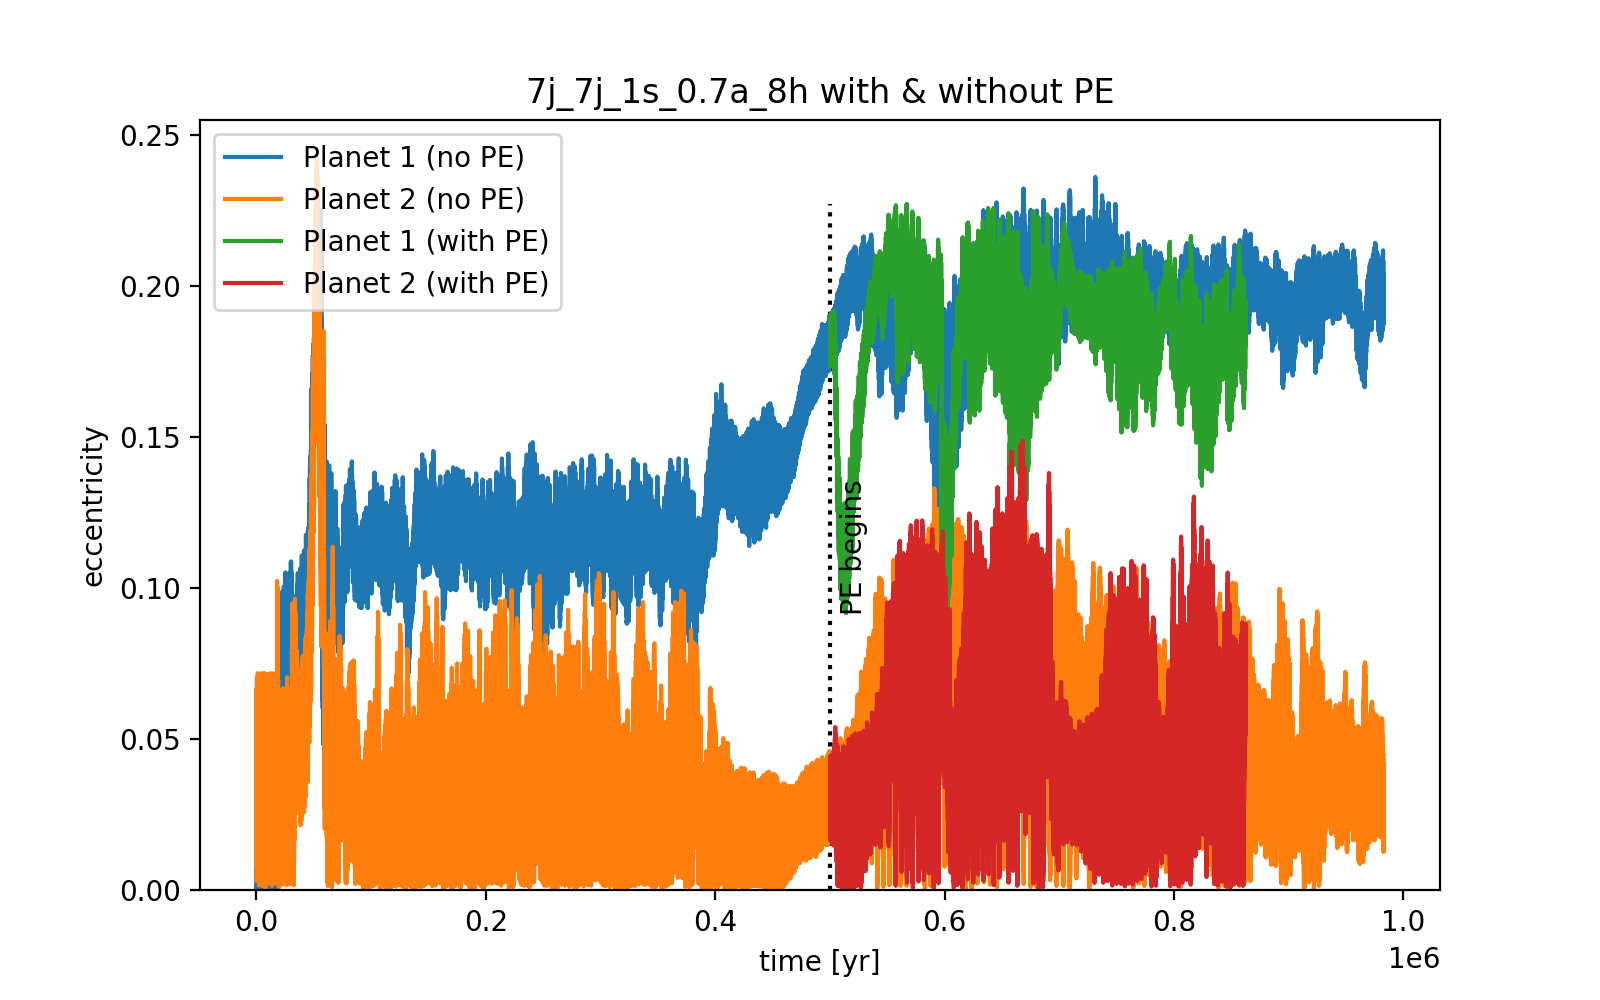 7j_7j_1s_0.7a_8h with & without PE
Planet 1 (no PE)
Planet 2 (no PE)
Planet 1 (with PE)
Planet 2 (with PE)
eccentricity
0.25
0.20
0.15
0.10
0.05
0.00
PE begins
0.0 0.2 0.4 0.6 0.8 1.0
time [yr]
1e6